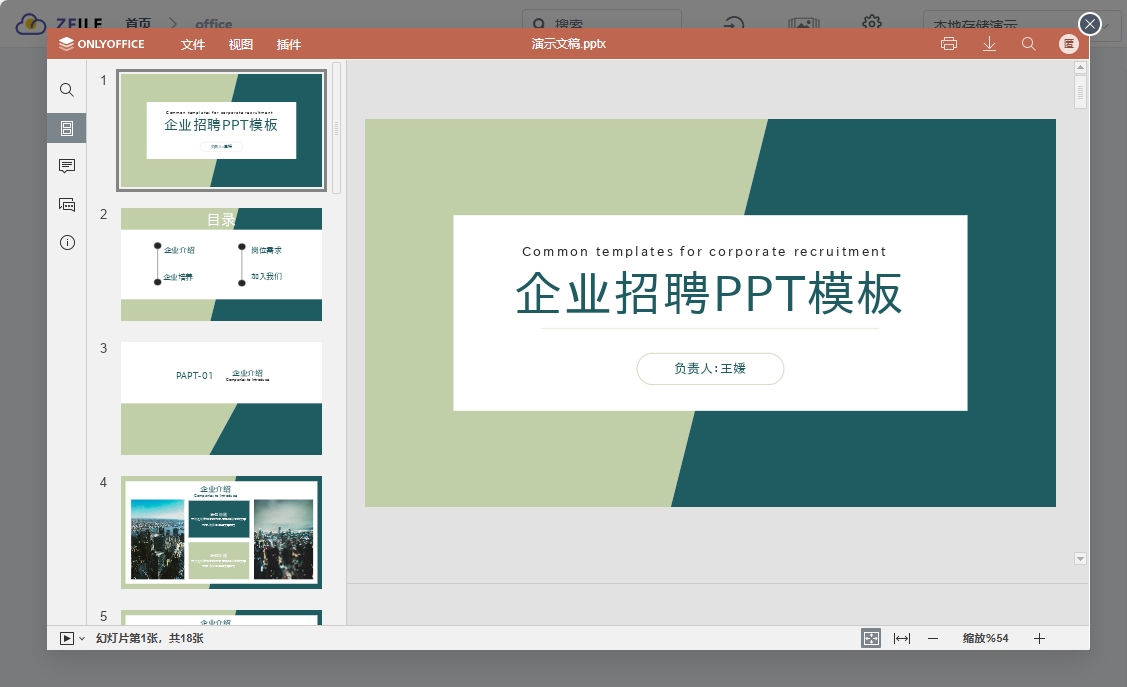 ZFILE 首页 office
搜索
本地存储演示
ONLYOFFICE 文件 视图 插件
演示文稿.pptx
匿
1
Common templates for corporate recruitment
企业招聘PPT模板
负责人:王媛
2
目录
企业介绍
岗位需求
企业培养
加入我们
3
PAPT-01
企业介绍
Companies to introduce
4
企业介绍
Companies to introduce
5
企业介绍
Common templates for corporate recruitment
企业招聘PPT模板
负责人:王媛
幻灯片第1张，共18张
缩放%54